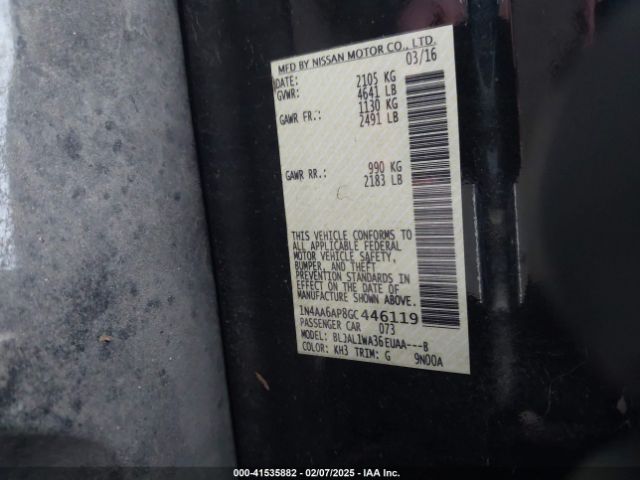 MFD BY NISSAN MOTOR CO., LTD.
DATE: 03/16
GVWR: 2105 KG
4641 LB
GAWR FR.: 1130 KG
2491 LB
GAWR RR.: 990 KG
2183 LB
THIS VEHICLE CONFORMS TO
ALL APPLICABLE FEDERAL
MOTOR VEHICLE SAFETY,
BUMPER, AND THEFT
PREVENTION STANDARDS IN
EFFECT ON THE DATE OF
MANUFACTURE SHOWN ABOVE.
1N4AA6AP8GC446119
PASSENGER CAR 073
MODEL: BLJALIWA36EUAA---B
COLOR: KH3 TRIM: G 9N00A
000-41535882 — 02/07/2025 — IAA Inc.